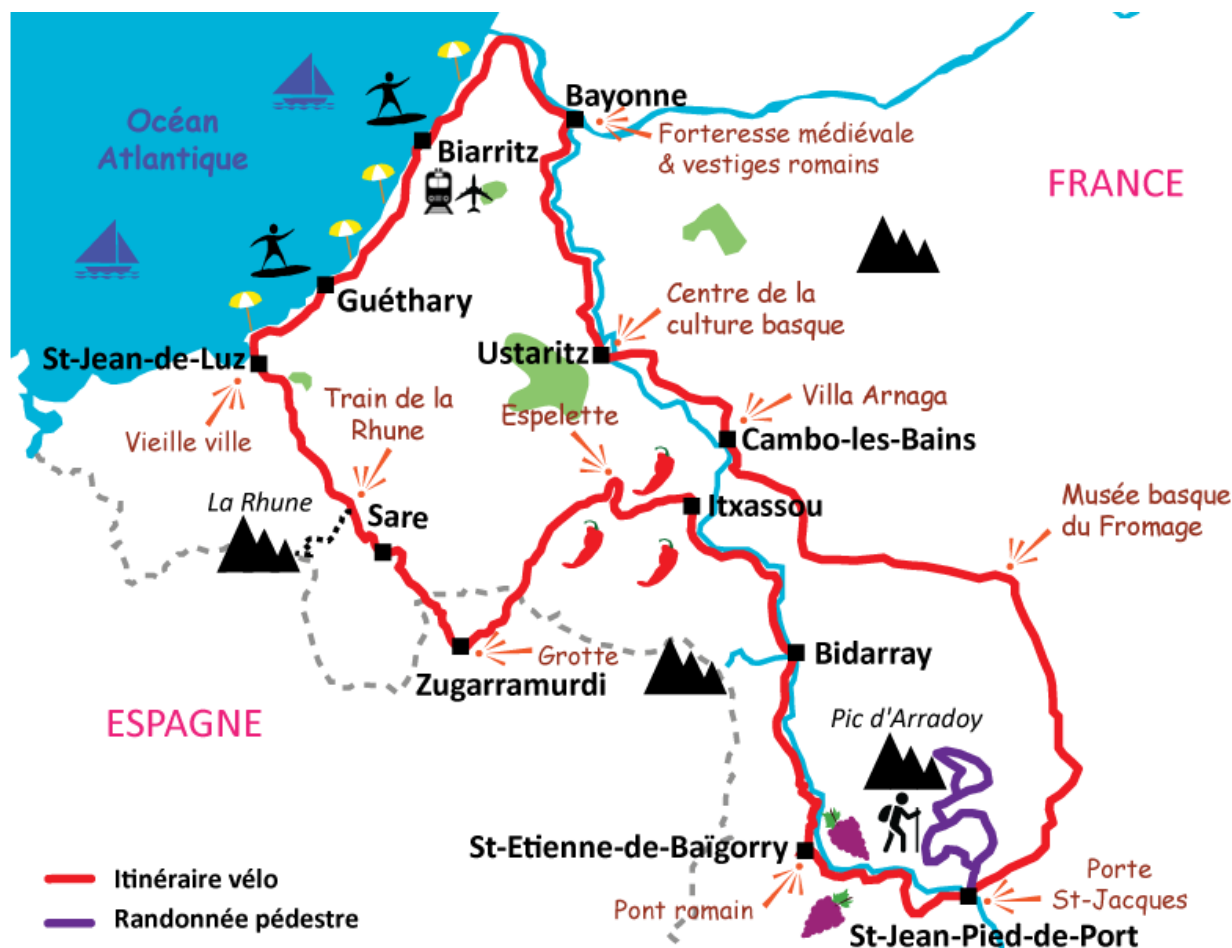 Océan
Atlantique
Bayonne
Forteresse médiévale
& vestiges romains
Biarritz
FRANCE
Guéthary
Centre de la
culture basque
St-Jean-de-Luz
Ustaritz
Train de la
Rhune
Espelette
Villa Arnaga
Vieille ville
Cambo-les-Bains
La Rhune
Sare
Itxassou
Musée basque
du Fromage
Grotte
Bidarray
Zugarramurdi
ESPAGNE
Pic d'Arradoy
St-Etienne-de-Baïgorry
Itinéraire vélo
Porte
St-Jacques
Pont romain
Randonnée pédestre
St-Jean-Pied-de-Port